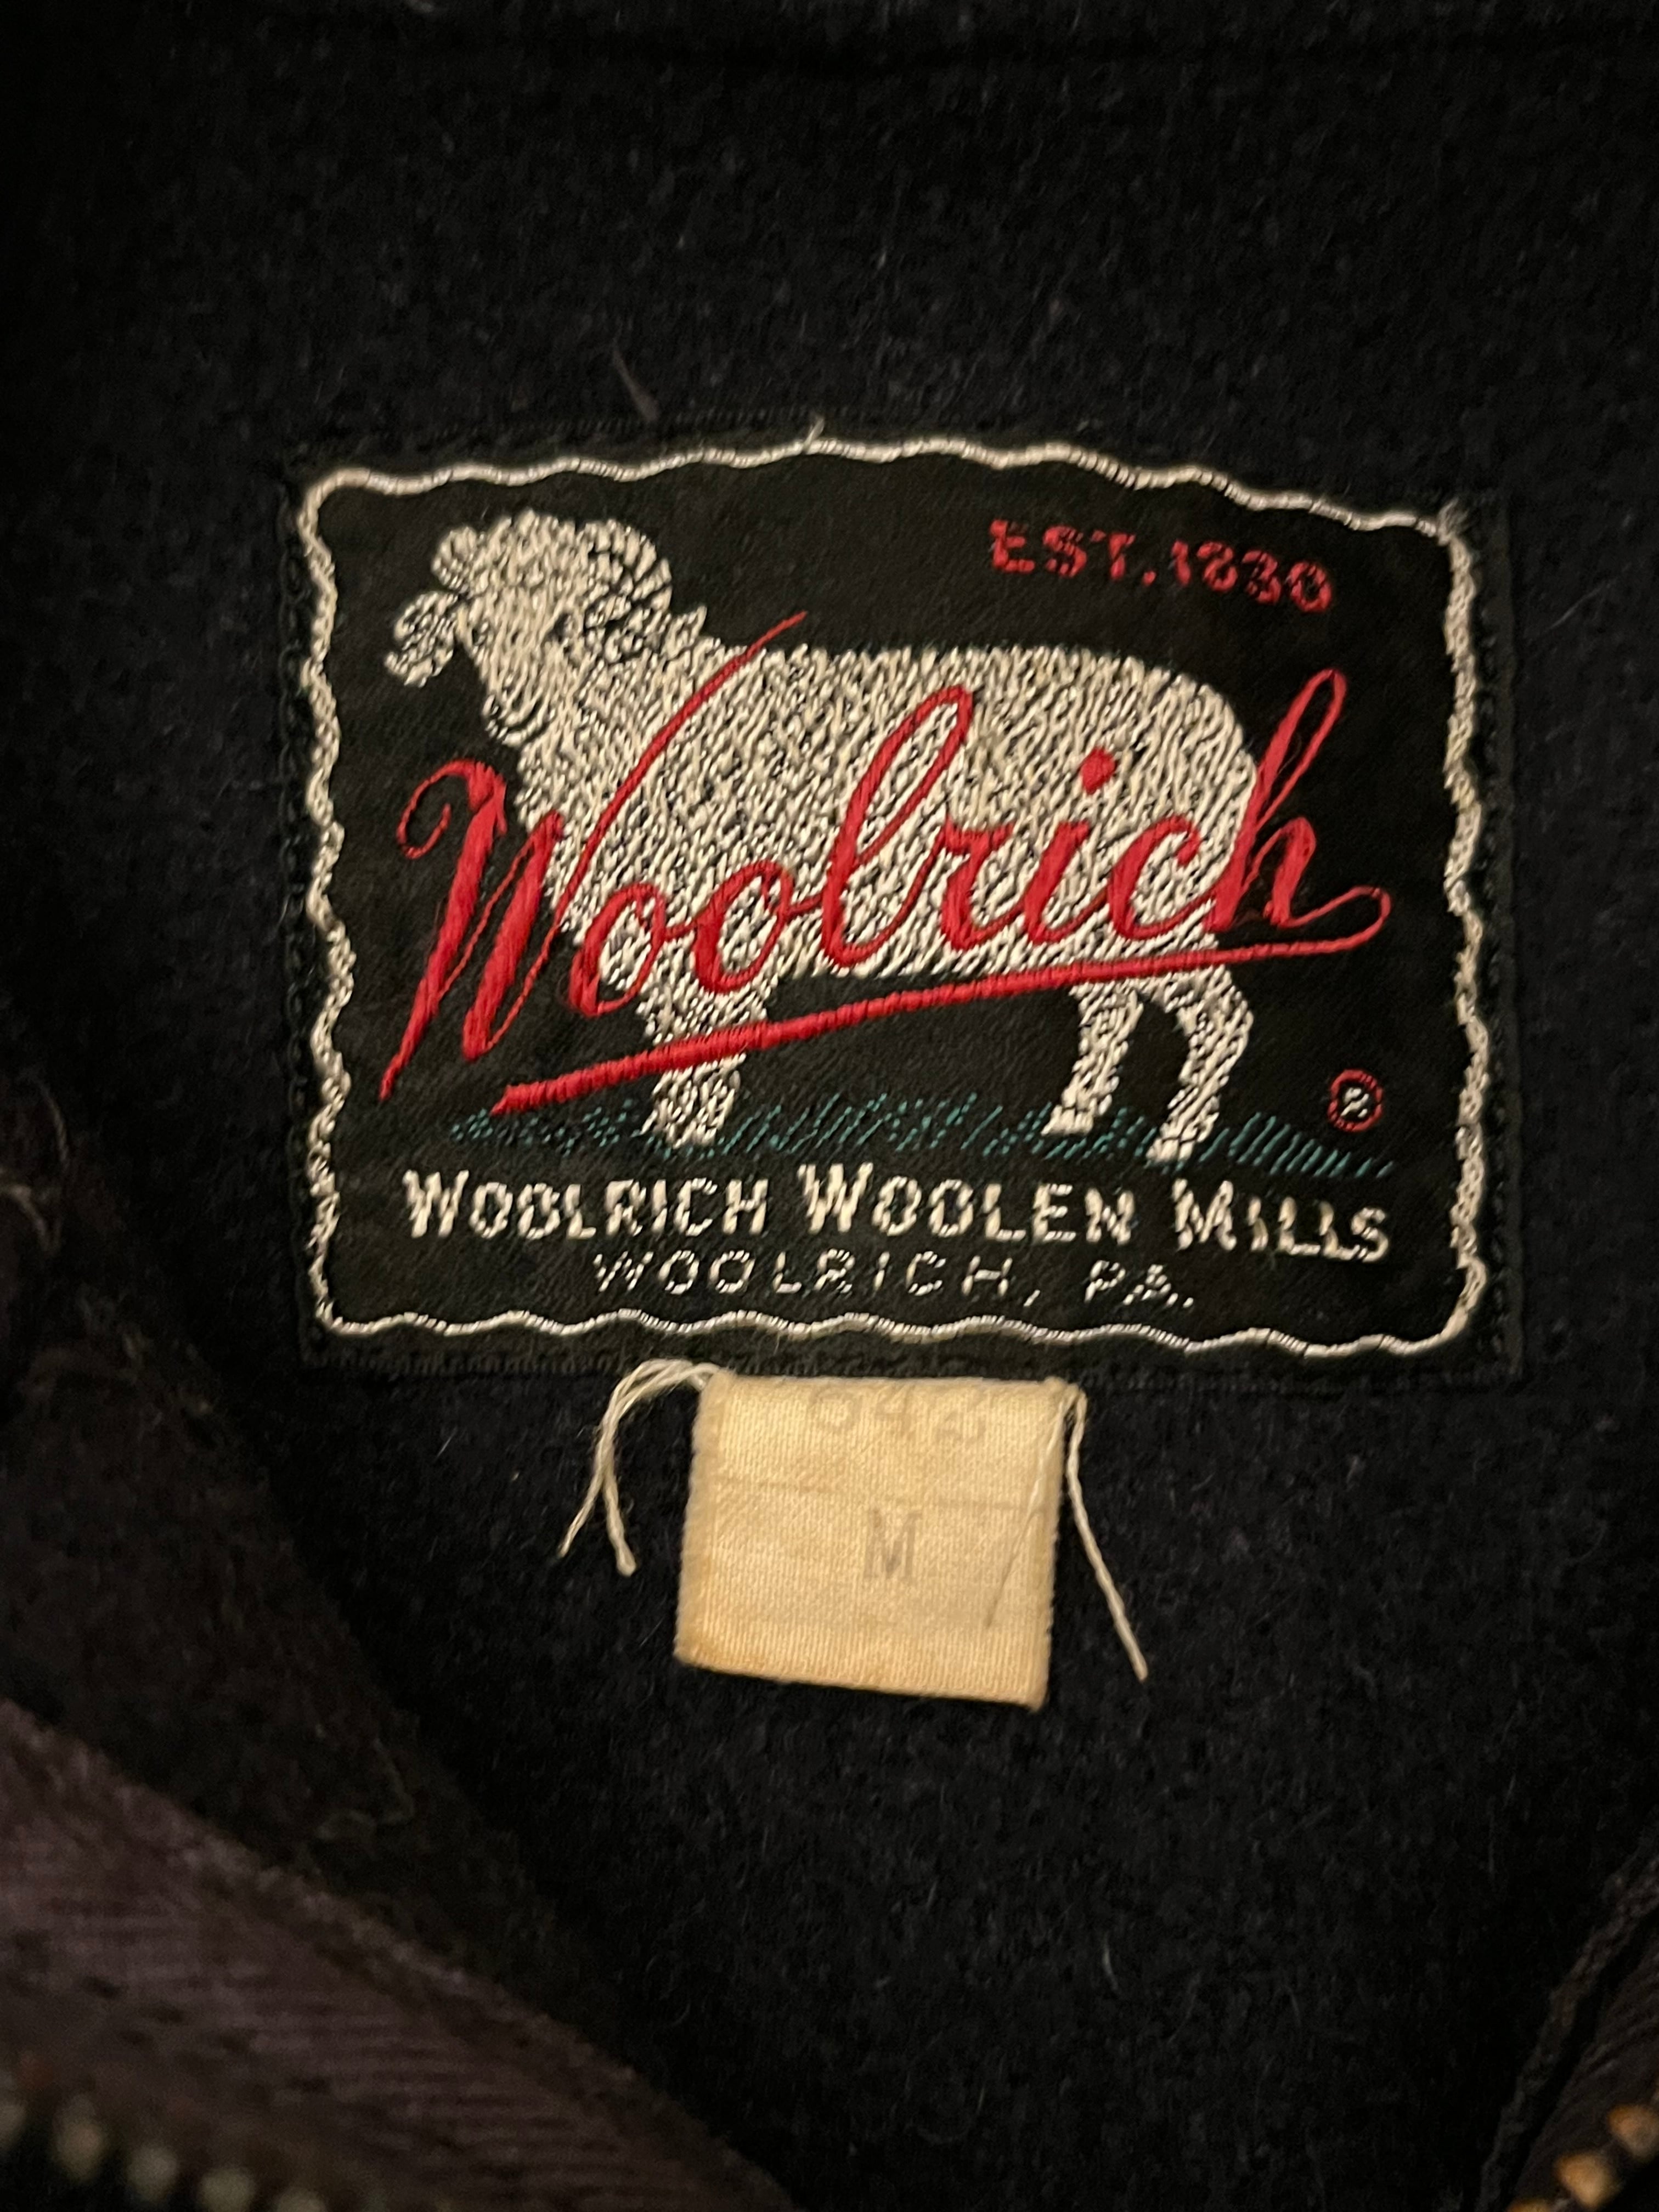 EST. 1830
Woolrich
®
WOOLRICH WOOLEN MILLS
WOOLRICH, PA.
M